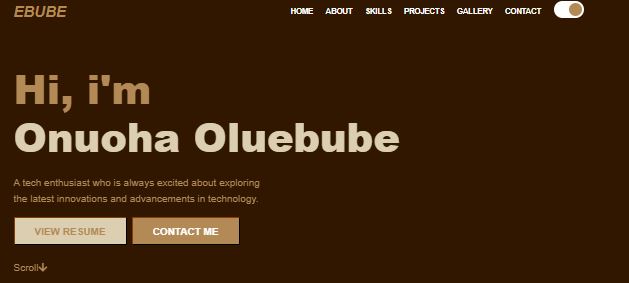 EBUBE
HOME ABOUT SKILLS PROJECTS GALLERY CONTACT
Hi, i'm
Onuoha Oluebube
A tech enthusiast who is always excited about exploring
the latest innovations and advancements in technology.
VIEW RESUME CONTACT ME
Scroll